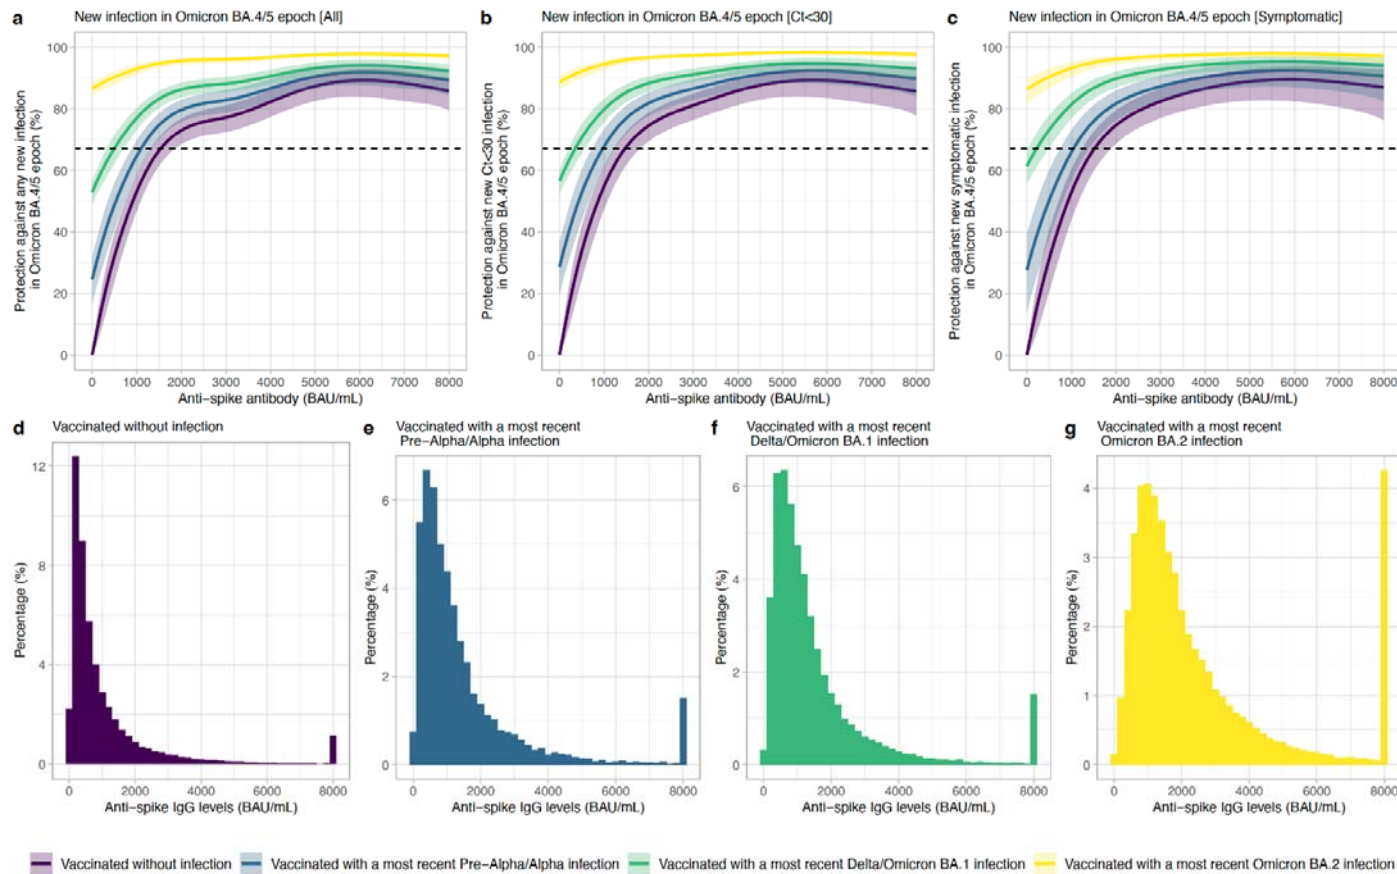 a New infection in Omicron BA.4/5 epoch [All]
Protection against any new infection
in Omicron BA.4/5 epoch (%)
100
80
60
40
20
0
0 1000 2000 3000 4000 5000 6000 7000 8000
Anti-spike antibody (BAU/mL)
b New infection in Omicron BA.4/5 epoch [Ct<30]
Protection against new Ct<30 infection
in Omicron BA.4/5 epoch (%)
100
80
60
40
20
0
0 1000 2000 3000 4000 5000 6000 7000 8000
Anti-spike antibody (BAU/mL)
c New infection in Omicron BA.4/5 epoch [Symptomatic]
Protection against new symptomatic infection
in Omicron BA.4/5 epoch (%)
100
80
60
40
20
0
0 1000 2000 3000 4000 5000 6000 7000 8000
Anti-spike antibody (BAU/mL)
d Vaccinated without infection
Percentage (%)
12
8
4
0
0 2000 4000 6000 8000
Anti-spike IgG levels (BAU/mL)
e Vaccinated with a most recent
Pre-Alpha/Alpha infection
Percentage (%)
6
4
2
0
0 2000 4000 6000 8000
Anti-spike IgG levels (BAU/mL)
f Vaccinated with a most recent
Delta/Omicron BA.1 infection
Percentage (%)
6
4
2
0
0 2000 4000 6000 8000
Anti-spike IgG levels (BAU/mL)
g Vaccinated with a most recent
Omicron BA.2 infection
Percentage (%)
4
3
2
1
0
0 2000 4000 6000 8000
Anti-spike IgG levels (BAU/mL)
Vaccinated without infection Vaccinated with a most recent Pre-Alpha/Alpha infection Vaccinated with a most recent Delta/Omicron BA.1 infection Vaccinated with a most recent Omicron BA.2 infection